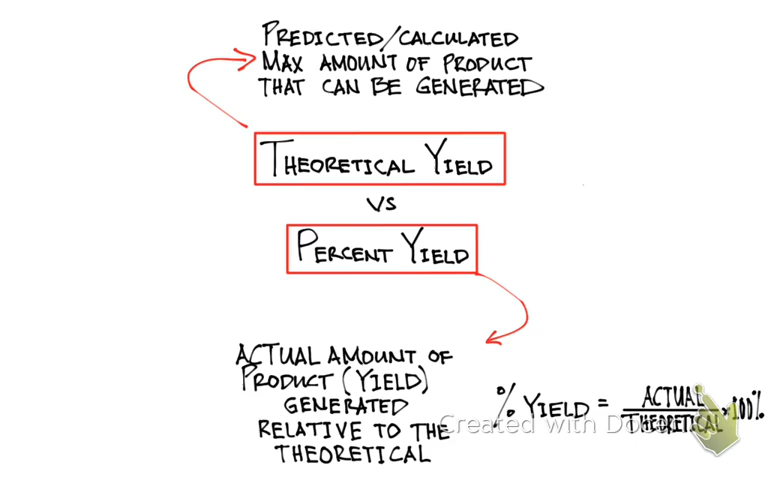 PREDICTED/CALCULATED
MAX AMOUNT OF PRODUCT
THAT CAN BE GENERATED
THEORETICAL YIELD
VS
PERCENT YIELD
ACTUAL AMOUNT OF
PRODUCT (YIELD)
GENERATED
RELATIVE TO THE
THEORETICAL
% YIELD = ACTUAL / THEORETICAL × 100%
Created with